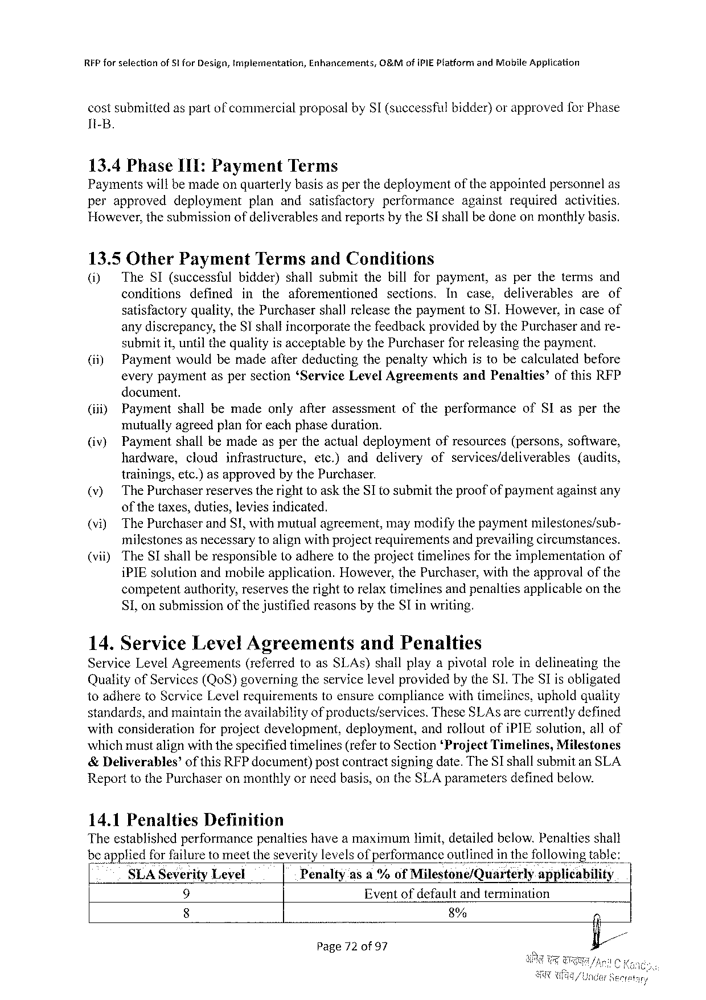 RFP for selection of SI for Design, Implementation, Enhancements, O&M of iPIE Platform and Mobile Application
cost submitted as part of commercial proposal by SI (successful bidder) or approved for Phase
II-B.
13.4 Phase III: Payment Terms
Payments will be made on quarterly basis as per the deployment of the appointed personnel as
per approved deployment plan and satisfactory performance against required activities.
However, the submission of deliverables and reports by the SI shall be done on monthly basis.
13.5 Other Payment Terms and Conditions
(i) The SI (successful bidder) shall submit the bill for payment, as per the terms and
conditions defined in the aforementioned sections. In case, deliverables are of
satisfactory quality, the Purchaser shall release the payment to SI. However, in case of
any discrepancy, the SI shall incorporate the feedback provided by the Purchaser and re-
submit it, until the quality is acceptable by the Purchaser for releasing the payment.
(ii) Payment would be made after deducting the penalty which is to be calculated before
every payment as per section ‘Service Level Agreements and Penalties’ of this RFP
document.
(iii) Payment shall be made only after assessment of the performance of SI as per the
mutually agreed plan for each phase duration.
(iv) Payment shall be made as per the actual deployment of resources (persons, software,
hardware, cloud infrastructure, etc.) and delivery of services/deliverables (audits,
trainings, etc.) as approved by the Purchaser.
(v) The Purchaser reserves the right to ask the SI to submit the proof of payment against any
of the taxes, duties, levies indicated.
(vi) The Purchaser and SI, with mutual agreement, may modify the payment milestones/sub-
milestones as necessary to align with project requirements and prevailing circumstances.
(vii) The SI shall be responsible to adhere to the project timelines for the implementation of
iPIE solution and mobile application. However, the Purchaser, with the approval of the
competent authority, reserves the right to relax timelines and penalties applicable on the
SI, on submission of the justified reasons by the SI in writing.
14. Service Level Agreements and Penalties
Service Level Agreements (referred to as SLAs) shall play a pivotal role in delineating the
Quality of Services (QoS) governing the service level provided by the SI. The SI is obligated
to adhere to Service Level requirements to ensure compliance with timelines, uphold quality
standards, and maintain the availability of products/services. These SLAs are currently defined
with consideration for project development, deployment, and rollout of iPIE solution, all of
which must align with the specified timelines (refer to Section ‘Project Timelines, Milestones
& Deliverables’ of this RFP document) post contract signing date. The SI shall submit an SLA
Report to the Purchaser on monthly or need basis, on the SLA parameters defined below.
14.1 Penalties Definition
The established performance penalties have a maximum limit, detailed below. Penalties shall
be applied for failure to meet the severity levels of performance outlined in the following table:
SLA Severity Level Penalty as a % of Milestone/Quarterly applicability
9 Event of default and termination
8 8%
Page 72 of 97
अनिल चन्द्र /Anil C
अवर सचिव/Under Secretary